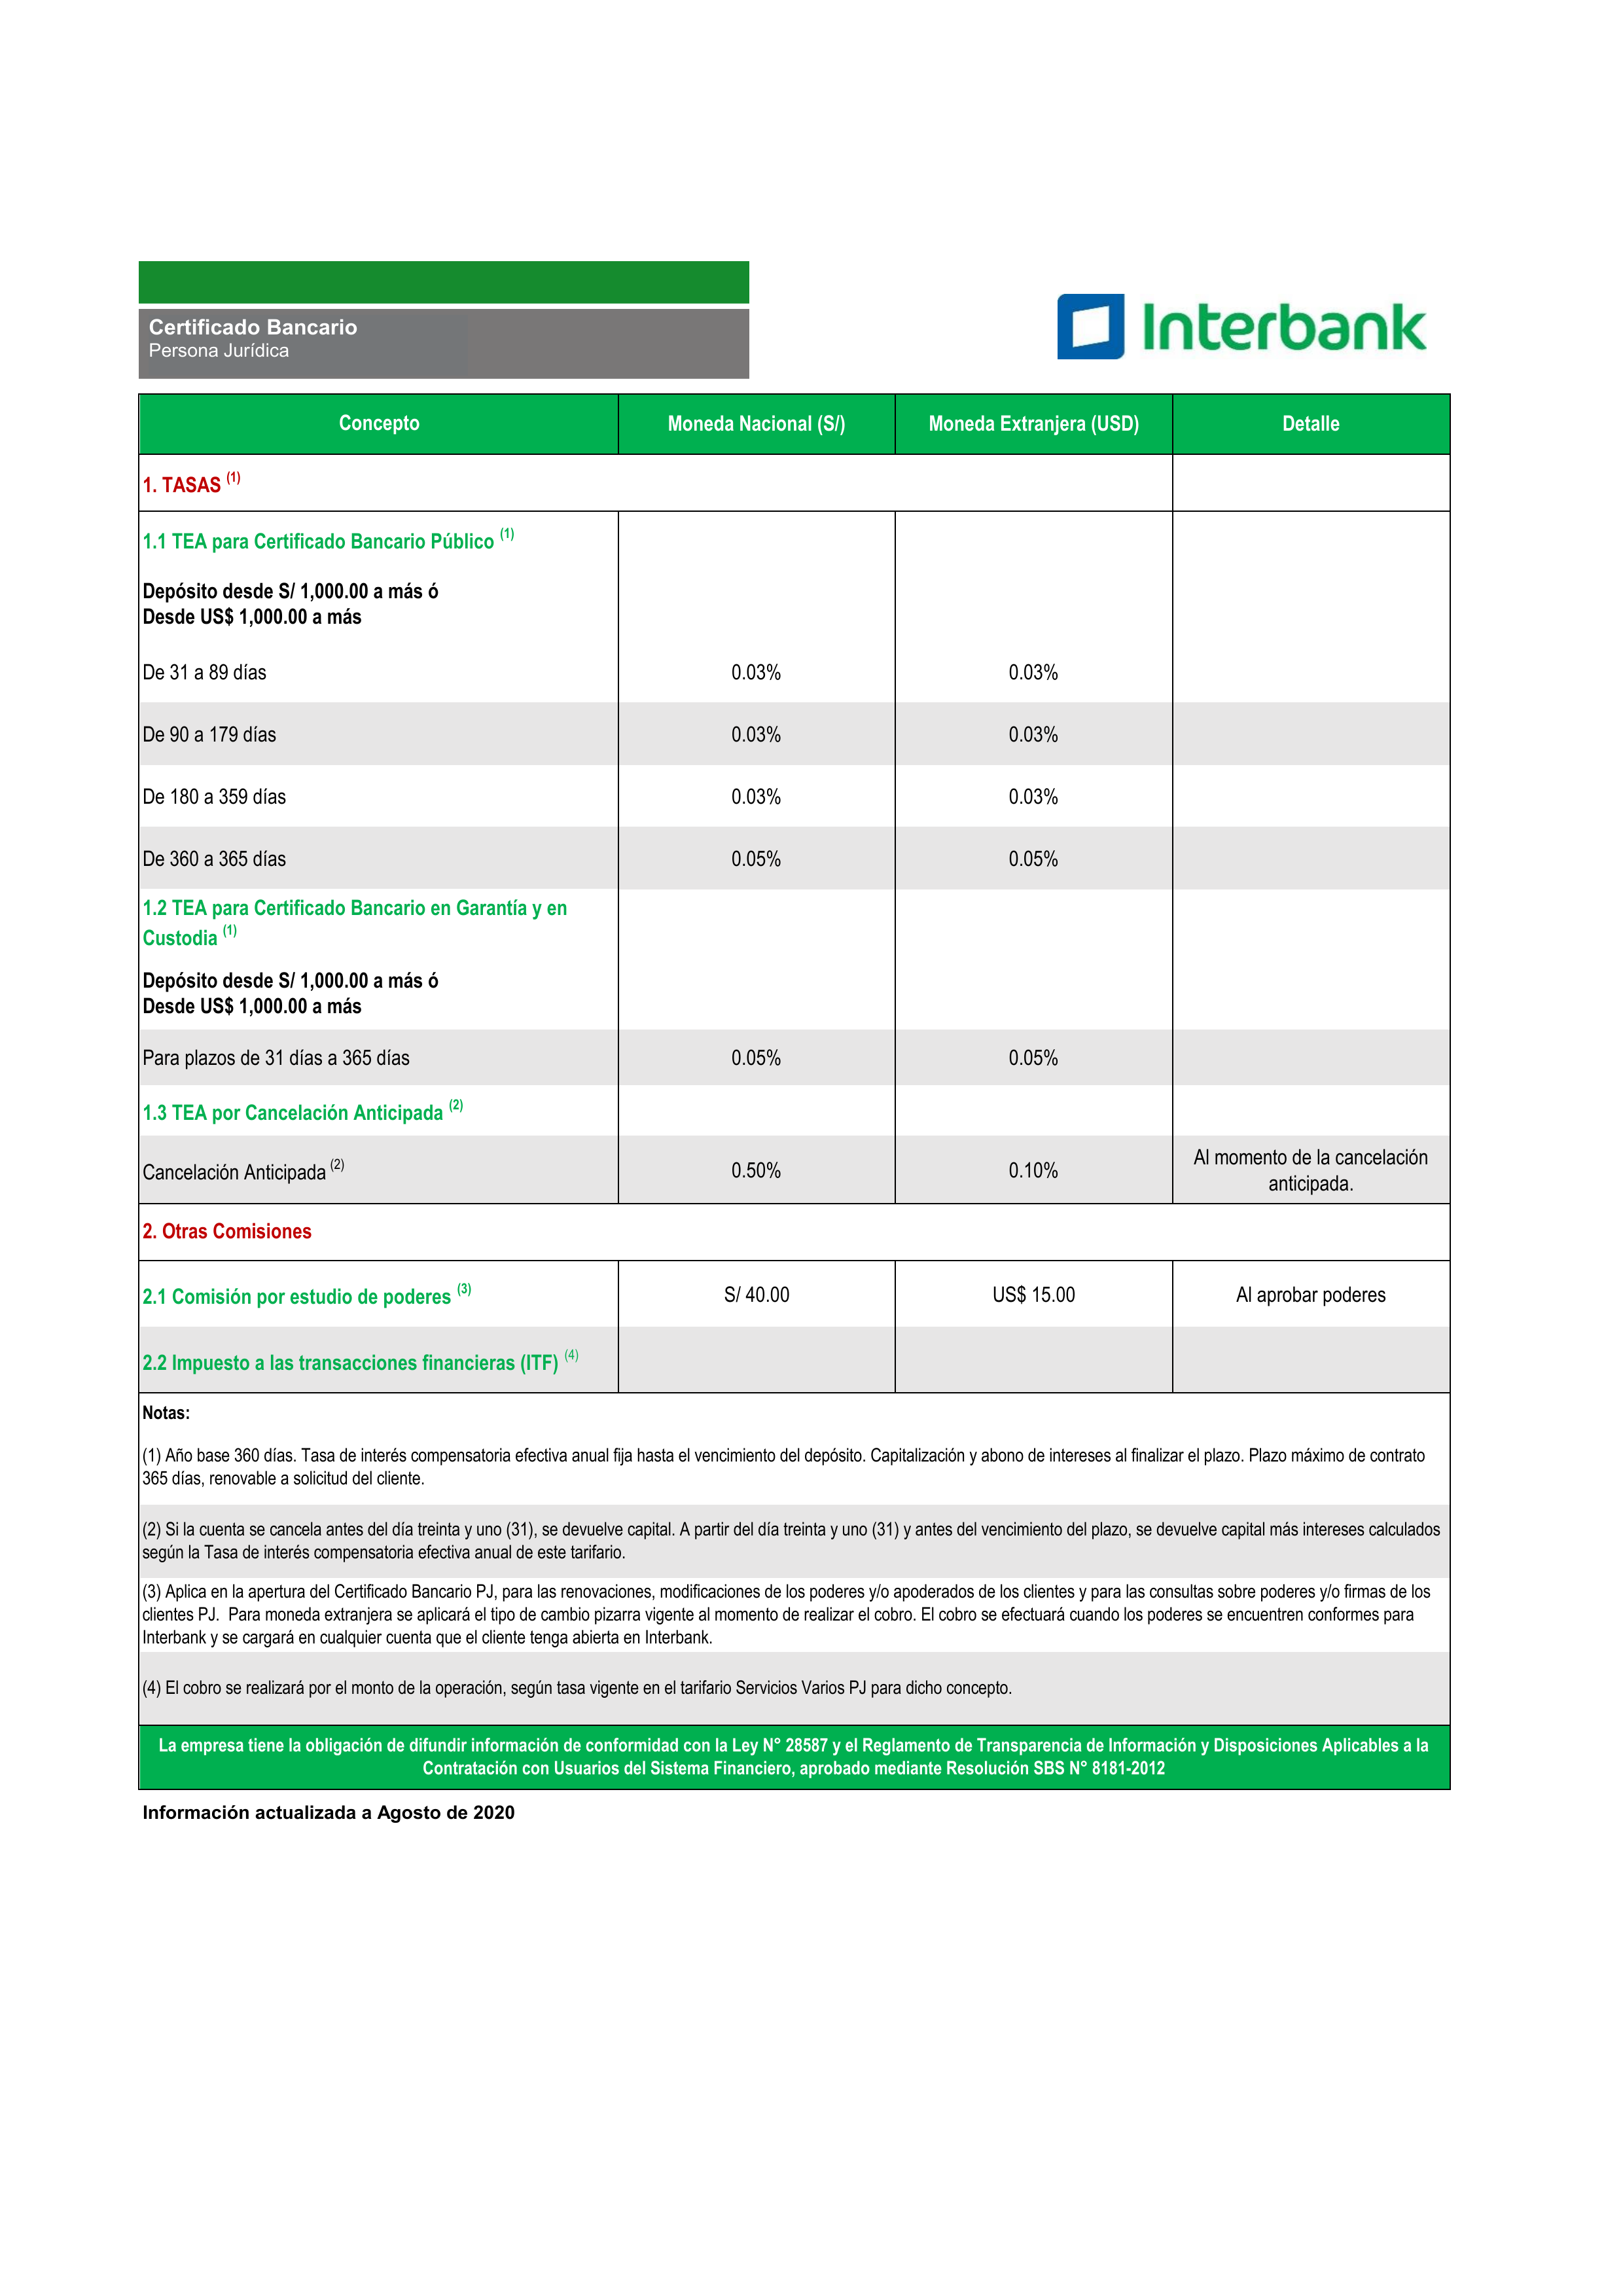 Certificado Bancario
Persona Jurídica
Interbank
Concepto Moneda Nacional (S/) Moneda Extranjera (USD) Detalle
1. TASAS (1)
1.1 TEA para Certificado Bancario Público (1)
Depósito desde S/ 1,000.00 a más ó
Desde US$ 1,000.00 a más
De 31 a 89 días 0.03% 0.03%
De 90 a 179 días 0.03% 0.03%
De 180 a 359 días 0.03% 0.03%
De 360 a 365 días 0.05% 0.05%
1.2 TEA para Certificado Bancario en Garantía y en
Custodia (1)
Depósito desde S/ 1,000.00 a más ó
Desde US$ 1,000.00 a más
Para plazos de 31 días a 365 días 0.05% 0.05%
1.3 TEA por Cancelación Anticipada (2)
Cancelación Anticipada (2) 0.50% 0.10% Al momento de la cancelación
anticipada.
2. Otras Comisiones
2.1 Comisión por estudio de poderes (3) S/ 40.00 US$ 15.00 Al aprobar poderes
2.2 Impuesto a las transacciones financieras (ITF) (4)
Notas:
(1) Año base 360 días. Tasa de interés compensatoria efectiva anual fija hasta el vencimiento del depósito. Capitalización y abono de intereses al finalizar el plazo. Plazo máximo de contrato
365 días, renovable a solicitud del cliente.
(2) Si la cuenta se cancela antes del día treinta y uno (31), se devuelve capital. A partir del día treinta y uno (31) y antes del vencimiento del plazo, se devuelve capital más intereses calculados
según la Tasa de interés compensatoria efectiva anual de este tarifario.
(3) Aplica en la apertura del Certificado Bancario PJ, para las renovaciones, modificaciones de los poderes y/o apoderados de los clientes y para las consultas sobre poderes y/o firmas de los
clientes PJ. Para moneda extranjera se aplicará el tipo de cambio pizarra vigente al momento de realizar el cobro. El cobro se efectuará cuando los poderes se encuentren conformes para
Interbank y se cargará en cualquier cuenta que el cliente tenga abierta en Interbank.
(4) El cobro se realizará por el monto de la operación, según tasa vigente en el tarifario Servicios Varios PJ para dicho concepto.
La empresa tiene la obligación de difundir información de conformidad con la Ley N° 28587 y el Reglamento de Transparencia de Información y Disposiciones Aplicables a la
Contratación con Usuarios del Sistema Financiero, aprobado mediante Resolución SBS N° 8181-2012
Información actualizada a Agosto de 2020